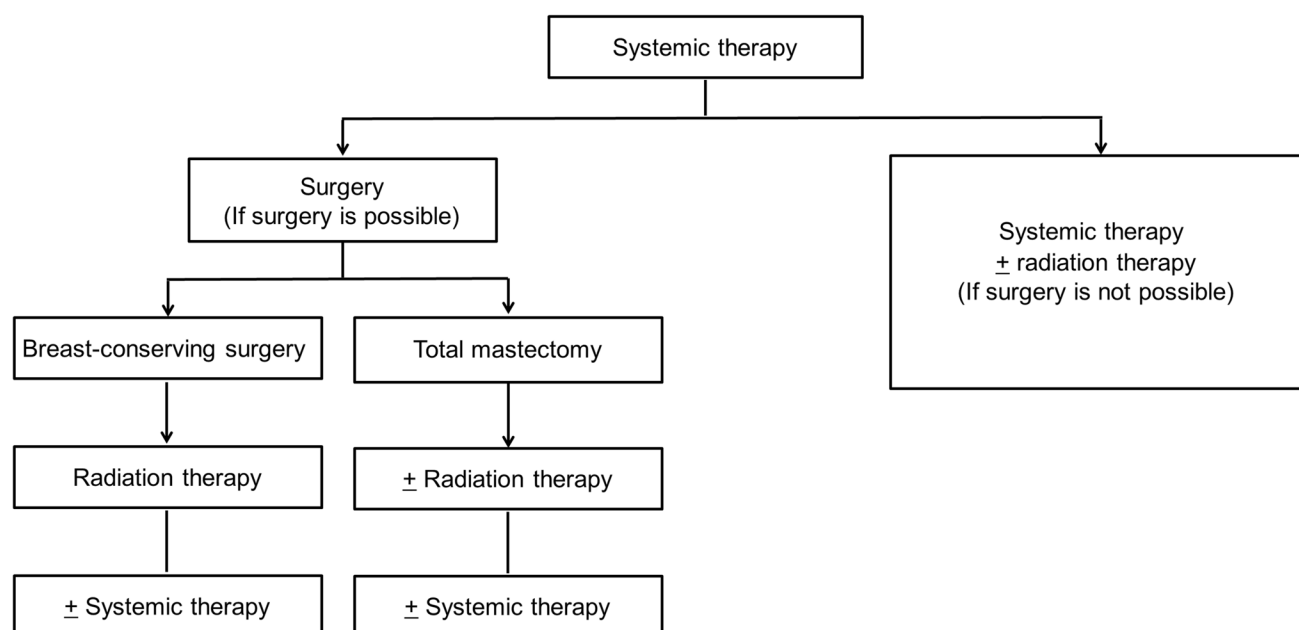 Systemic therapy
Surgery
(If surgery is possible)
Systemic therapy
± radiation therapy
(If surgery is not possible)
Breast-conserving surgery
Total mastectomy
Radiation therapy
± Radiation therapy
± Systemic therapy
± Systemic therapy